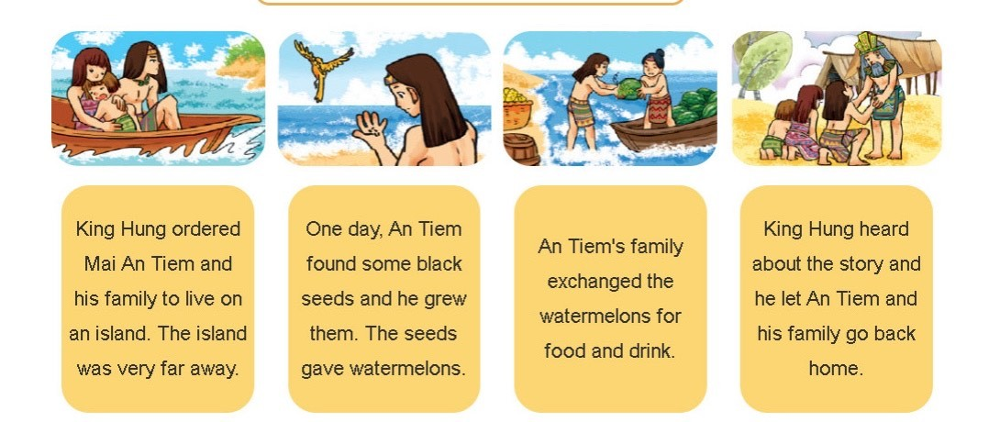 King Hung ordered
Mai An Tiem and
his family to live on
an island. The island
was very far away.
One day, An Tiem
found some black
seeds and he grew
them. The seeds
gave watermelons.
An Tiem's family
exchanged the
watermelons for
food and drink.
King Hung heard
about the story and
he let An Tiem and
his family go back
home.